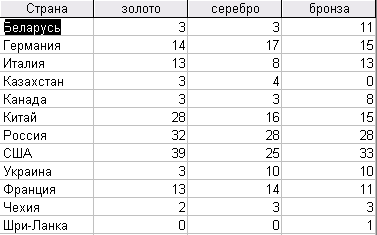 Страна золото серебро бронза
Беларусь 3 3 11
Германия 14 17 15
Италия 13 8 13
Казахстан 3 4 0
Канада 3 3 8
Китай 28 16 15
Россия 32 28 28
США 39 25 33
Украина 3 10 10
Франция 13 14 11
Чехия 2 3 3
Шри-Ланка 0 0 1